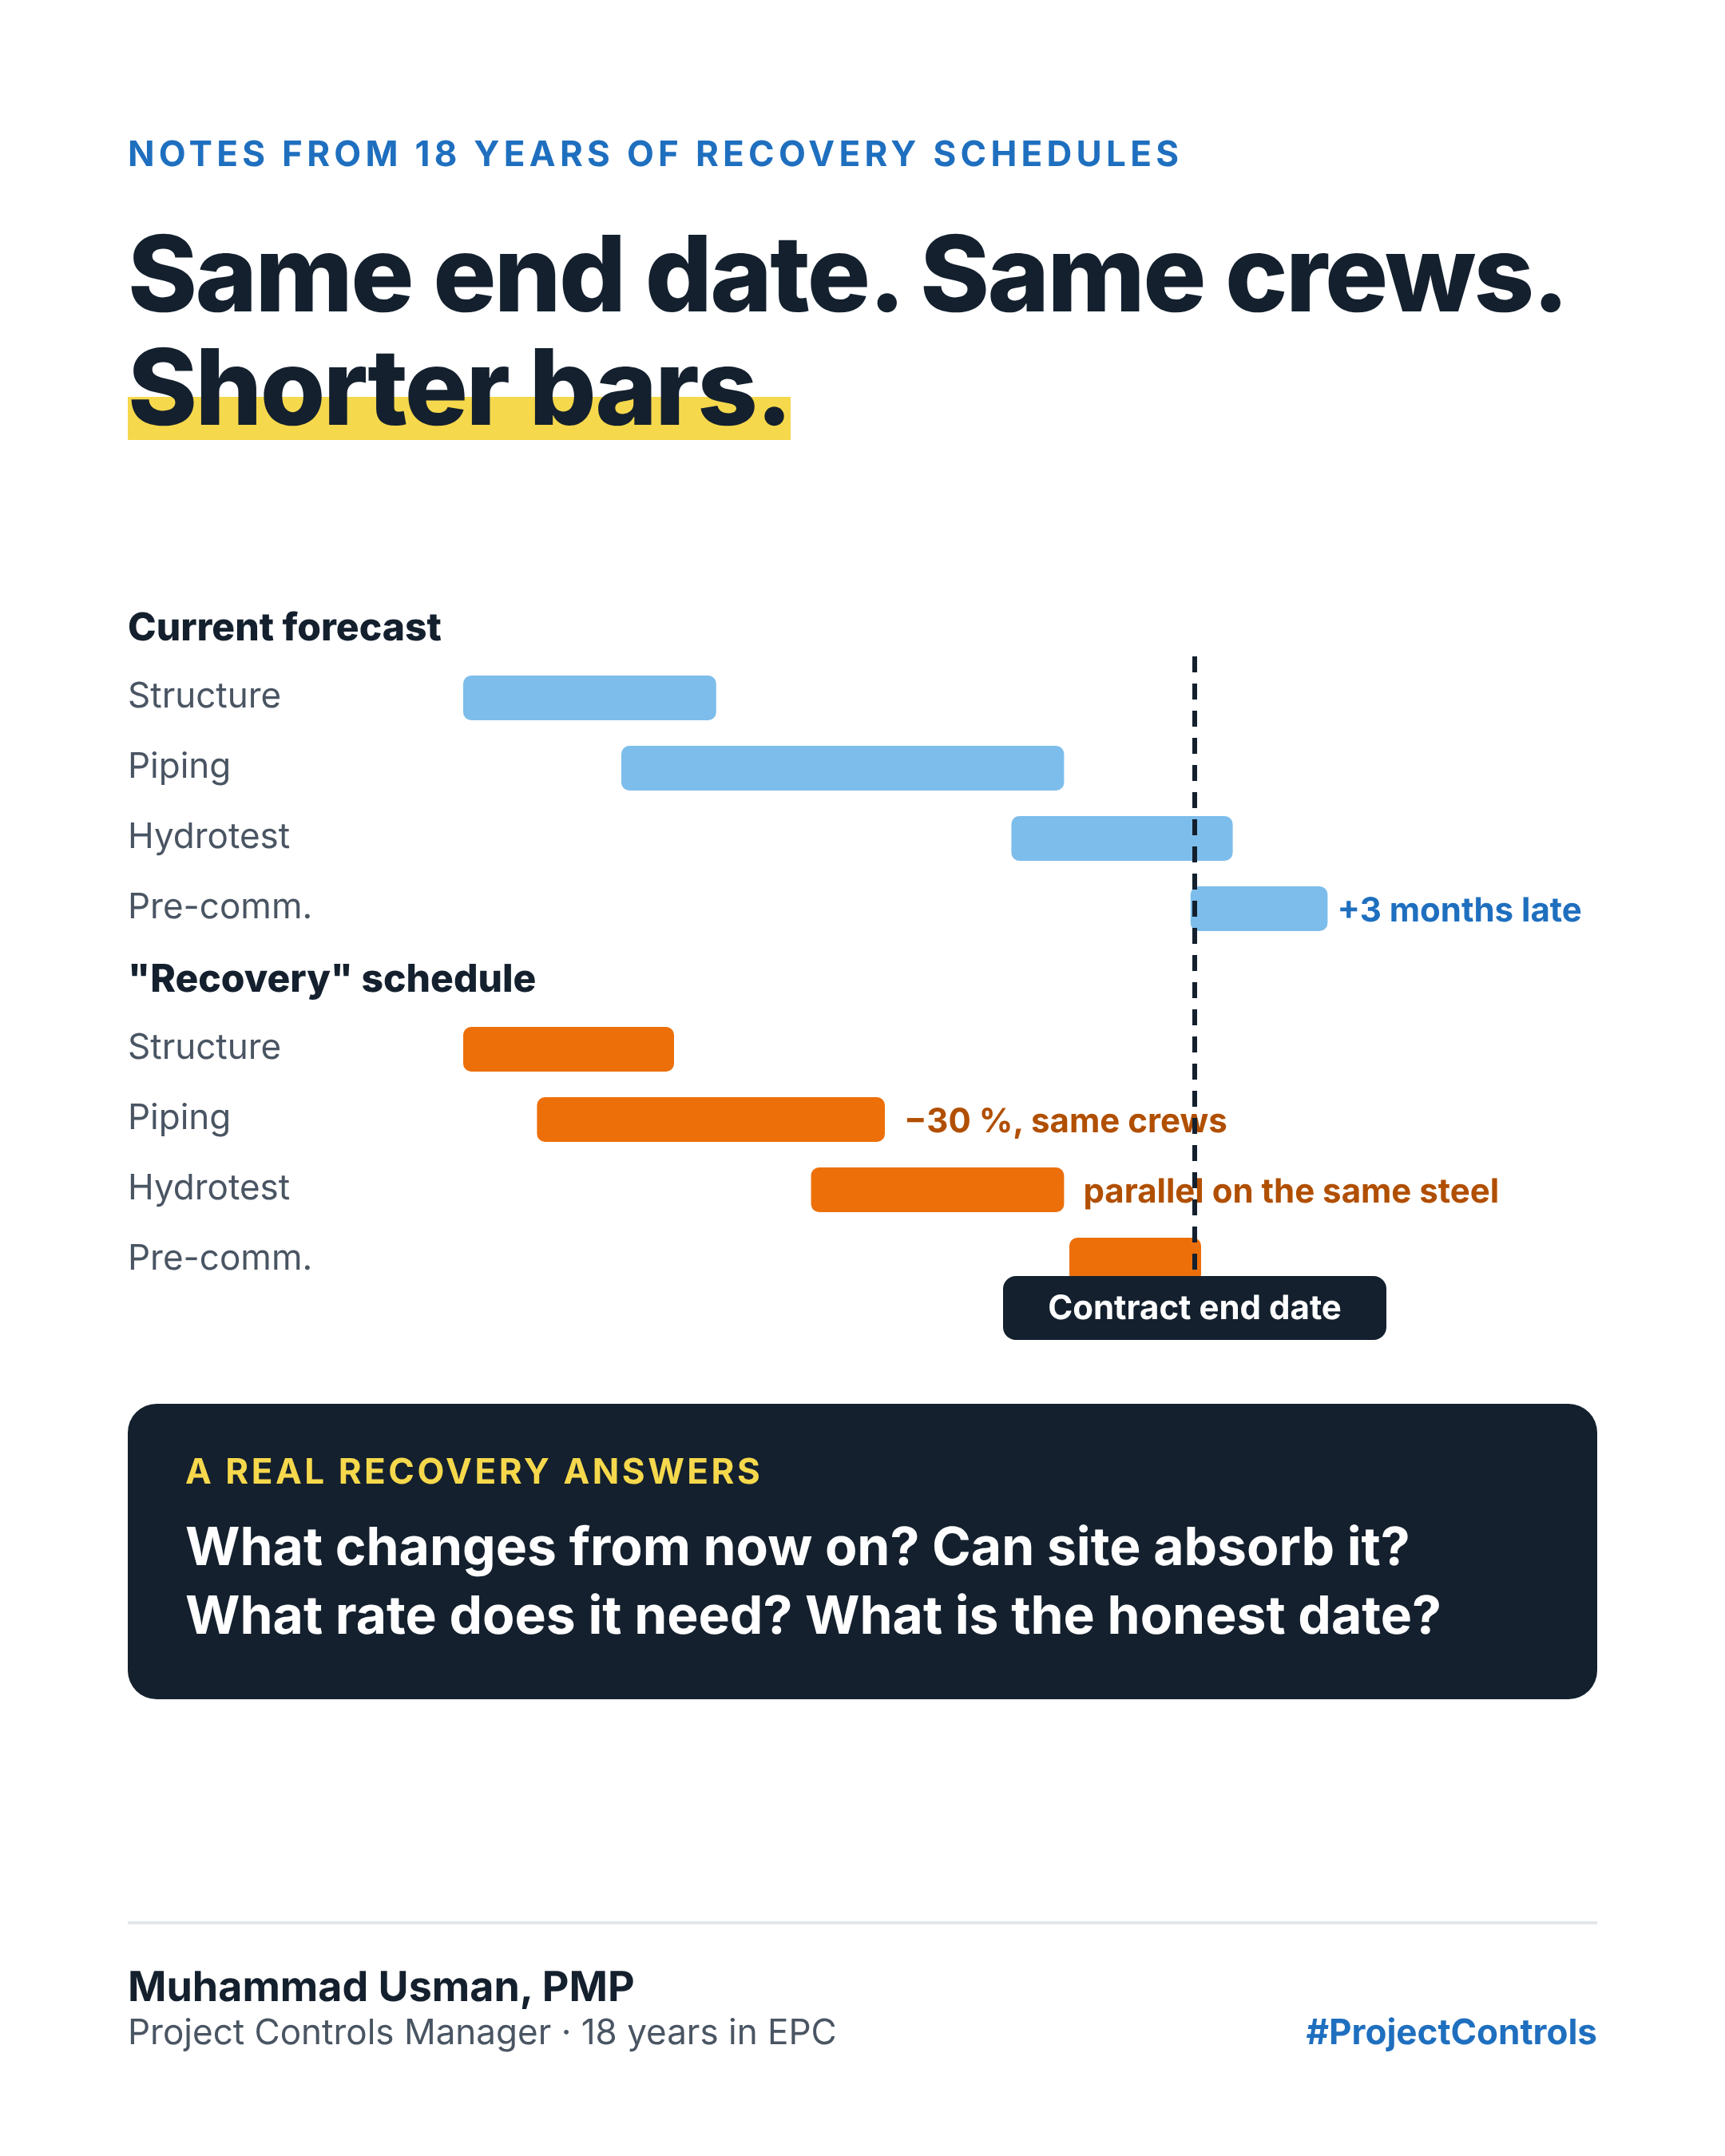 NOTES FROM 18 YEARS OF RECOVERY SCHEDULES
Same end date. Same crews.
Shorter bars.
Current forecast
Structure
Piping
Hydrotest
Pre-comm.
+3 months late
"Recovery" schedule
Structure
Piping
−30 %, same crews
Hydrotest
parallel on the same steel
Pre-comm.
Contract end date
A REAL RECOVERY ANSWERS
What changes from now on? Can site absorb it?
What rate does it need? What is the honest date?
Muhammad Usman, PMP
Project Controls Manager · 18 years in EPC
#ProjectControls